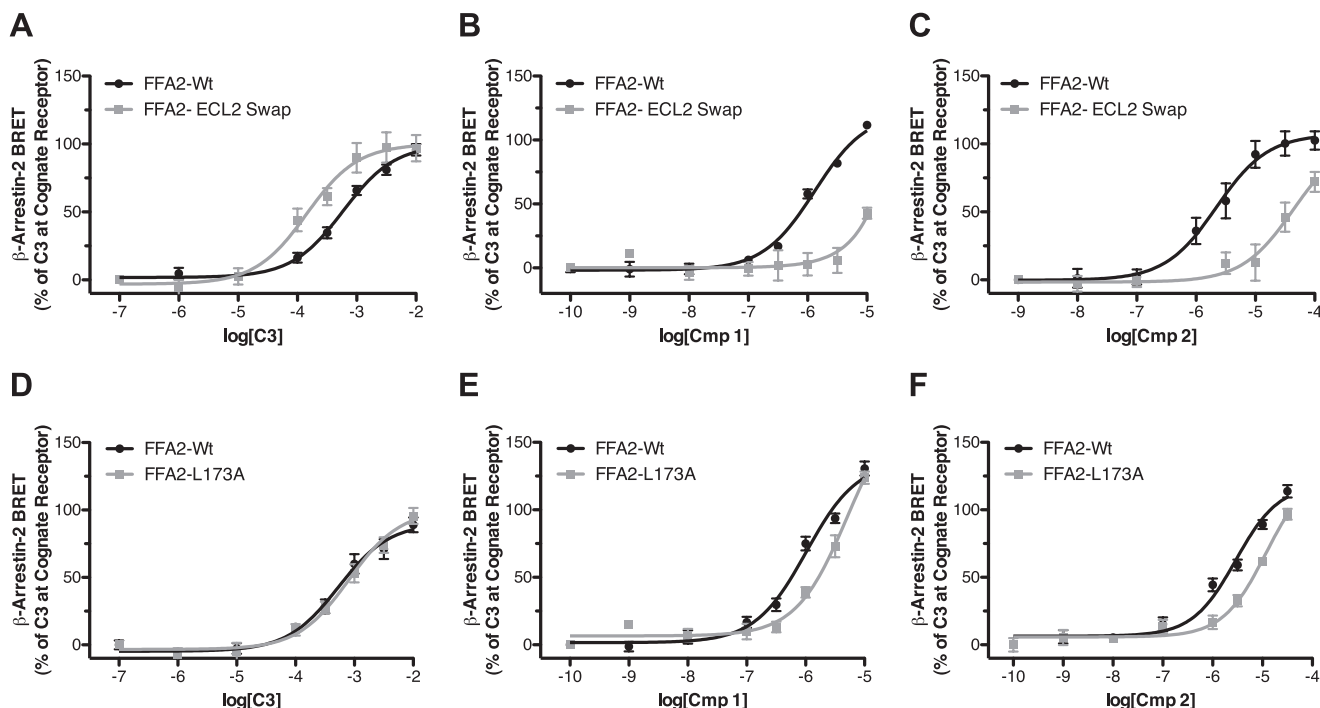 A
150
100
50
0
β-Arrestin-2 BRET
(% of C3 at Cognate Receptor)
FFA2-Wt
FFA2- ECL2 Swap
-7 -6 -5 -4 -3 -2
log[C3]
B
150
100
50
0
β-Arrestin-2 BRET
(% of C3 at Cognate Receptor)
FFA2-Wt
FFA2- ECL2 Swap
-10 -9 -8 -7 -6 -5
log[Cmp 1]
C
150
100
50
0
β-Arrestin-2 BRET
(% of C3 at Cognate Receptor)
FFA2-Wt
FFA2- ECL2 Swap
-9 -8 -7 -6 -5 -4
log[Cmp 2]
D
150
100
50
0
β-Arrestin-2 BRET
(% of C3 at Cognate Receptor)
FFA2-Wt
FFA2-L173A
-7 -6 -5 -4 -3 -2
log[C3]
E
150
100
50
0
β-Arrestin-2 BRET
(% of C3 at Cognate Receptor)
FFA2-Wt
FFA2-L173A
-10 -9 -8 -7 -6 -5
log[Cmp 1]
F
150
100
50
0
β-Arrestin-2 BRET
(% of C3 at Cognate Receptor)
FFA2-Wt
FFA2-L173A
-10 -9 -8 -7 -6 -5 -4
log[Cmp 2]